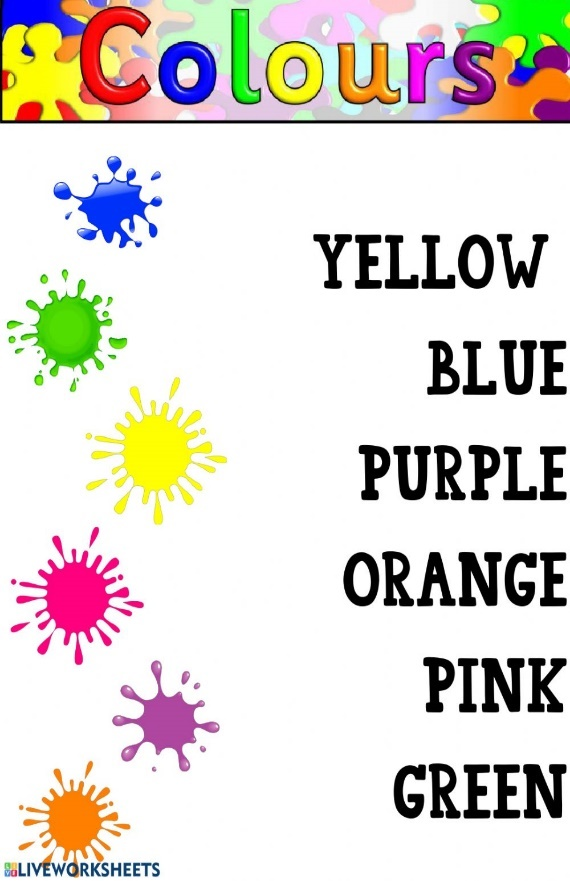 Colours
YELLOW
BLUE
PURPLE
ORANGE
PINK
GREEN
LIVEWORKSHEETS